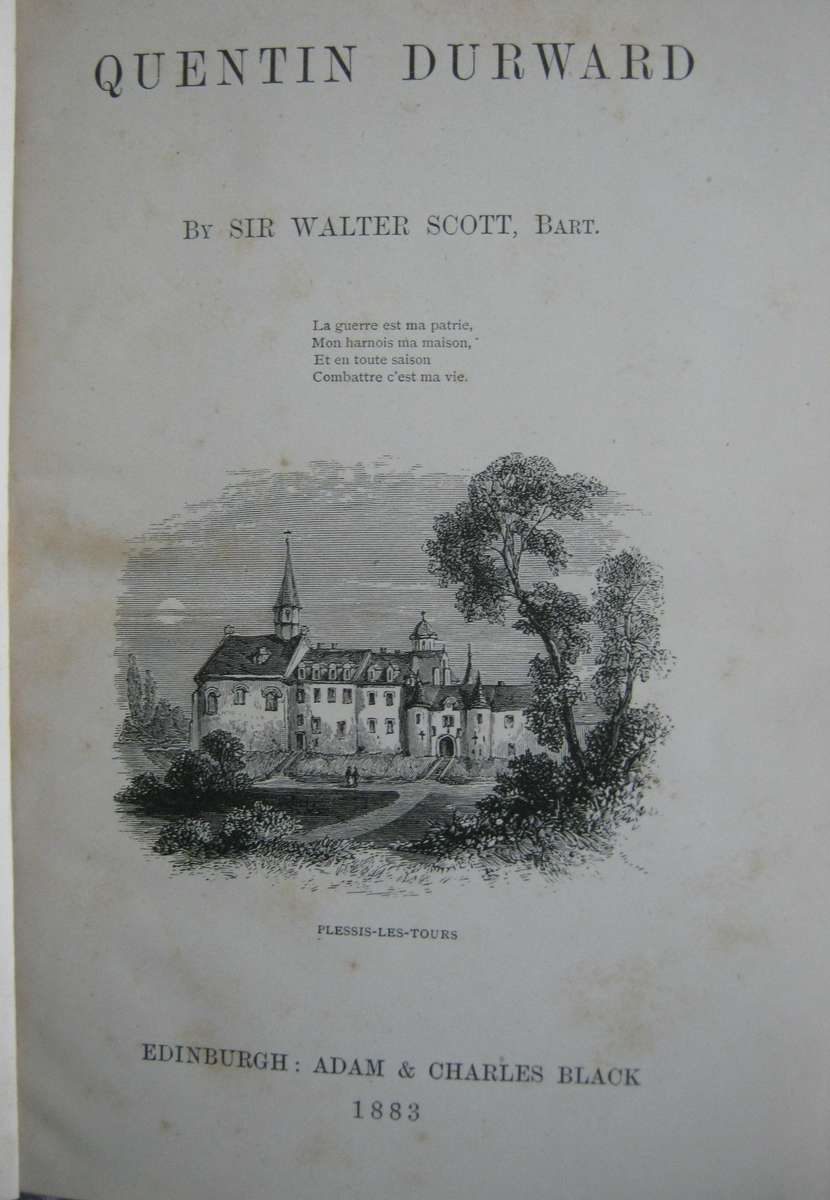 QUENTIN DURWARD
By SIR WALTER SCOTT, Bart.
La guerre est ma patrie,
Mon harnois ma maison,
Et en toute saison
Combattre c'est ma vie.
PLESSIS-LES-TOURS
EDINBURGH: ADAM & CHARLES BLACK
1883